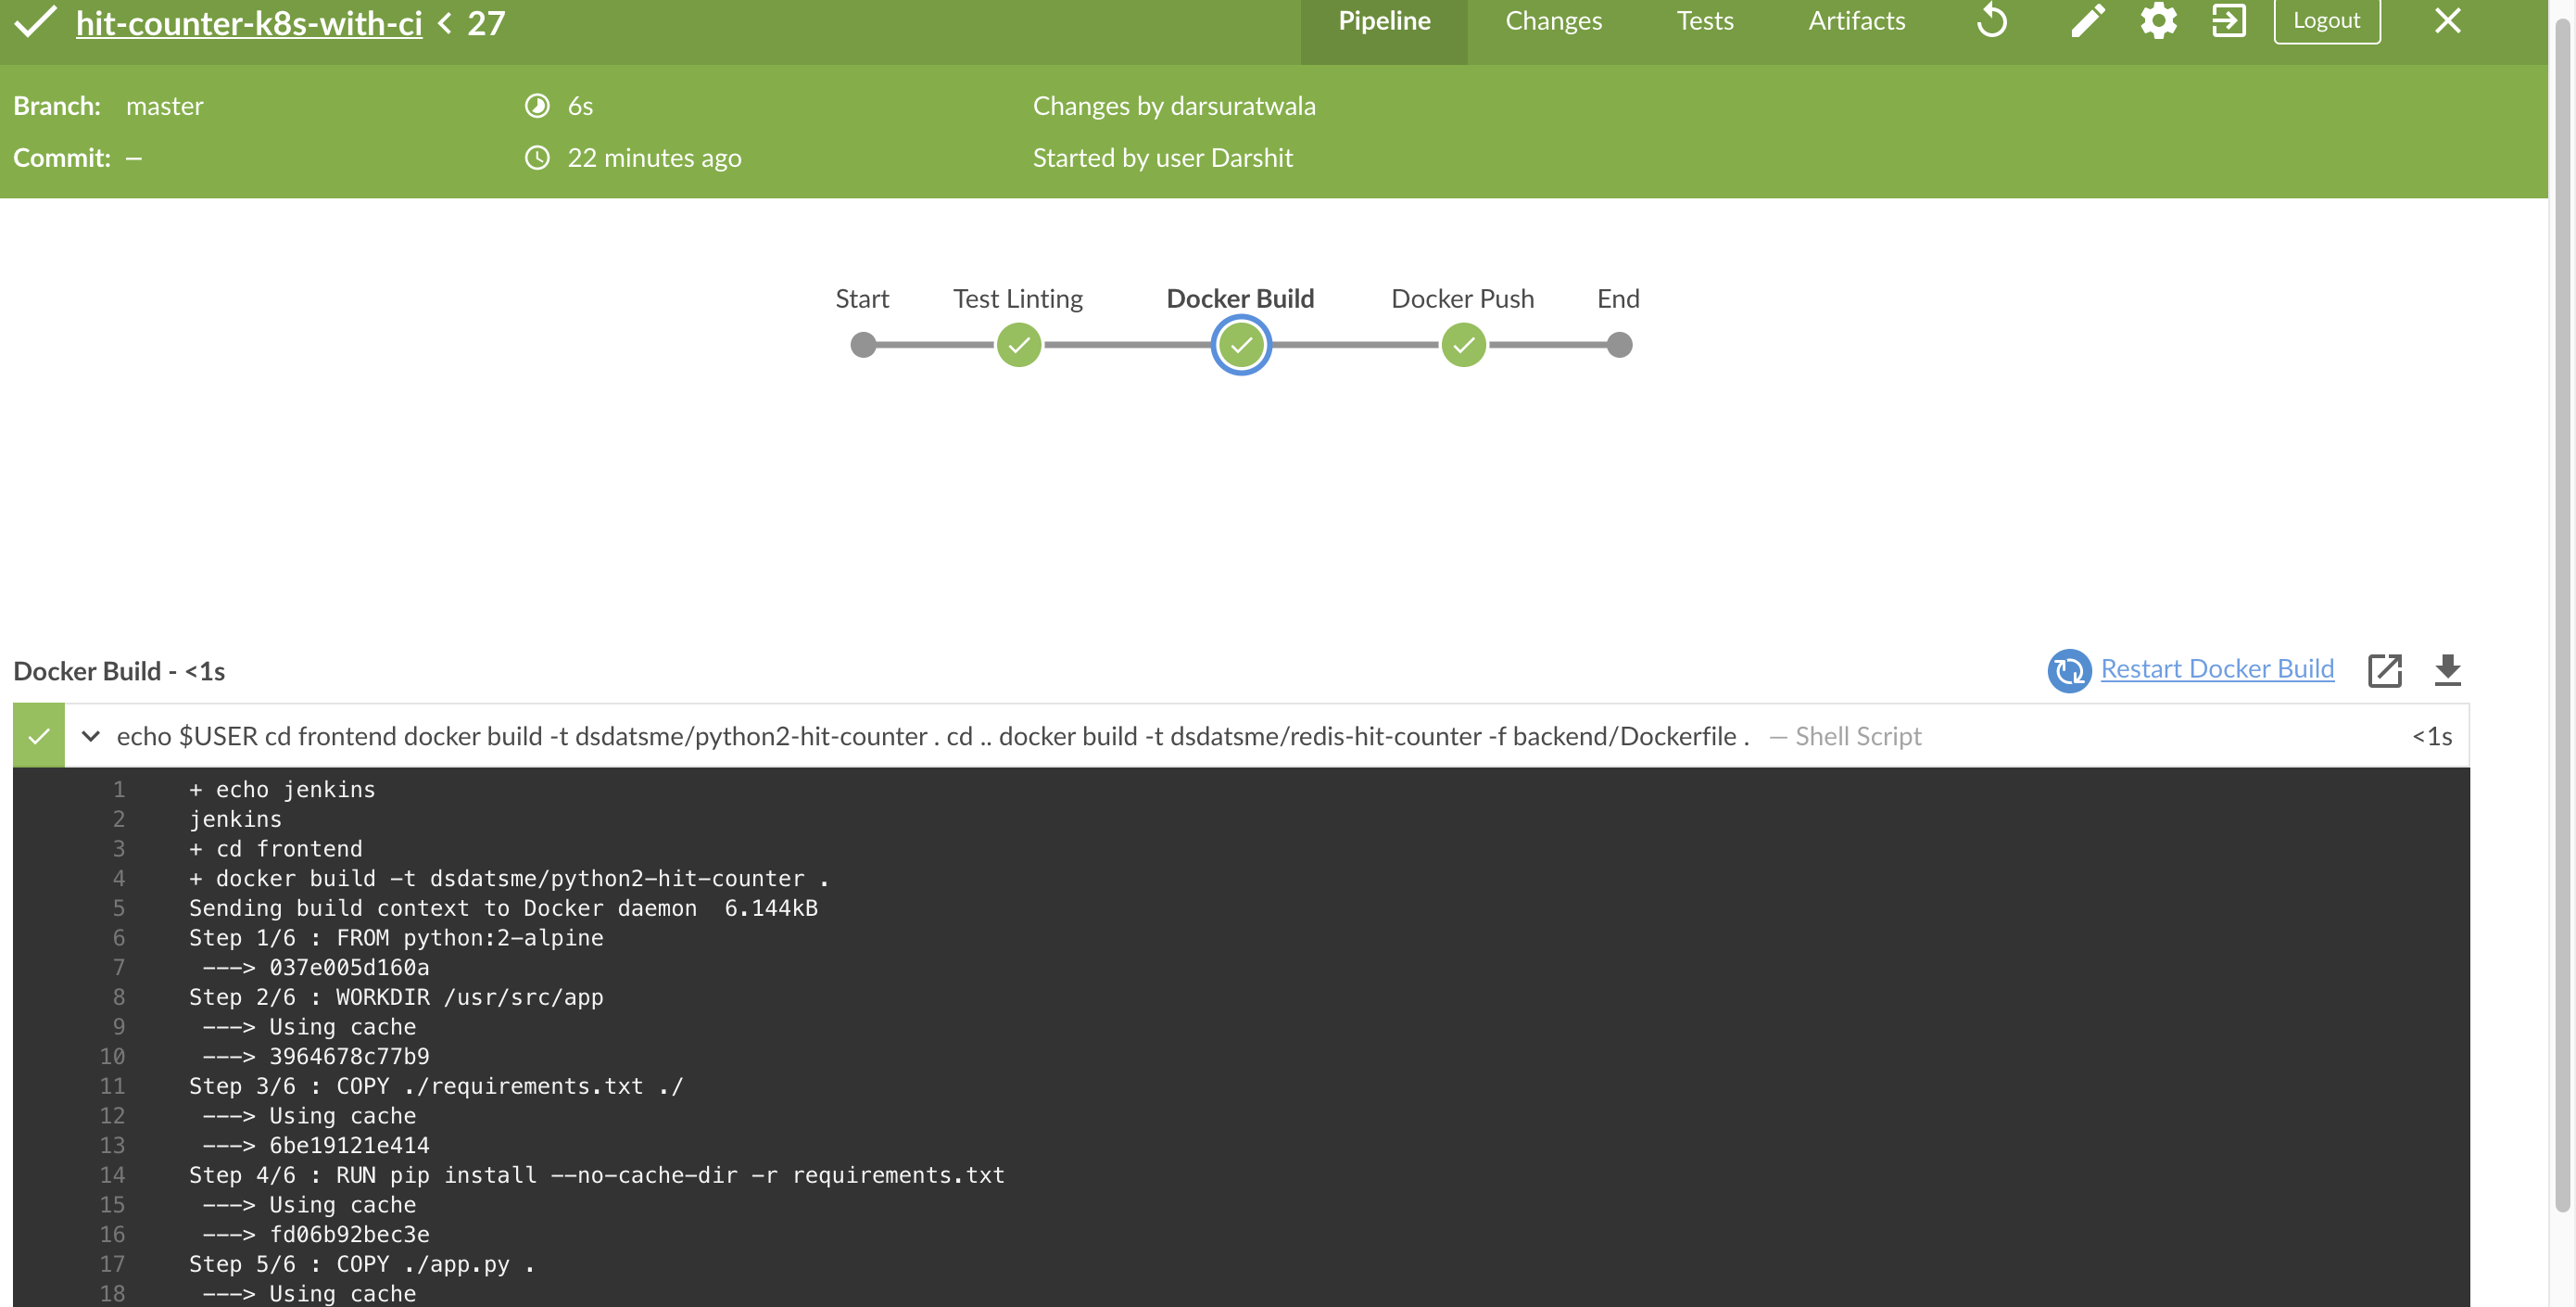 hit-counter-k8s-with-ci < 27 Pipeline Changes Tests Artifacts Logout
Branch: master 6s Changes by darsuratwala
Commit: — 22 minutes ago Started by user Darshit
Start Test Linting Docker Build Docker Push End
Docker Build - <1s Restart Docker Build
echo $USER cd frontend docker build -t dsdatsme/python2-hit-counter . cd .. docker build -t dsdatsme/redis-hit-counter -f backend/Dockerfile . — Shell Script <1s
1 + echo jenkins
2 jenkins
3 + cd frontend
4 + docker build -t dsdatsme/python2-hit-counter .
5 Sending build context to Docker daemon  6.144kB
6 Step 1/6 : FROM python:2-alpine
7 ---> 037e005d160a
8 Step 2/6 : WORKDIR /usr/src/app
9 ---> Using cache
10 ---> 3964678c77b9
11 Step 3/6 : COPY ./requirements.txt ./
12 ---> Using cache
13 ---> 6be19121e414
14 Step 4/6 : RUN pip install --no-cache-dir -r requirements.txt
15 ---> Using cache
16 ---> fd06b92bec3e
17 Step 5/6 : COPY ./app.py .
18 ---> Using cache